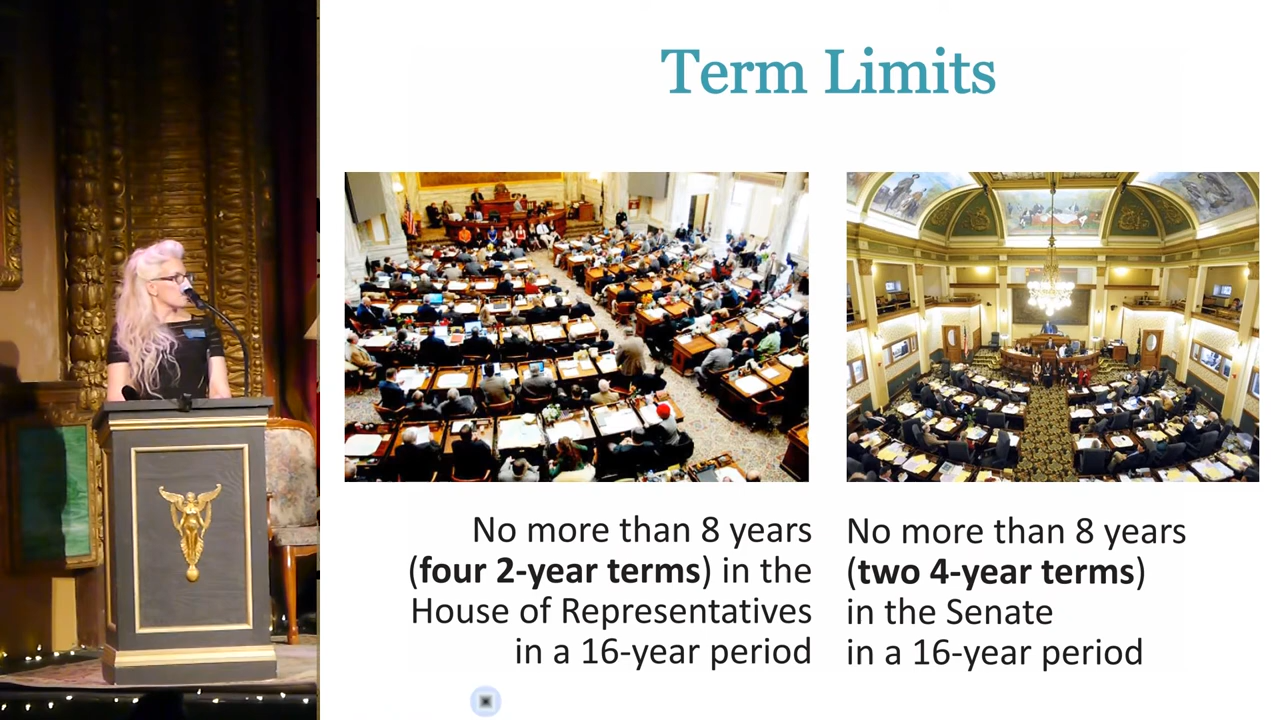 Term Limits
No more than 8 years
(four 2-year terms) in the
House of Representatives
in a 16-year period
No more than 8 years
(two 4-year terms)
in the Senate
in a 16-year period